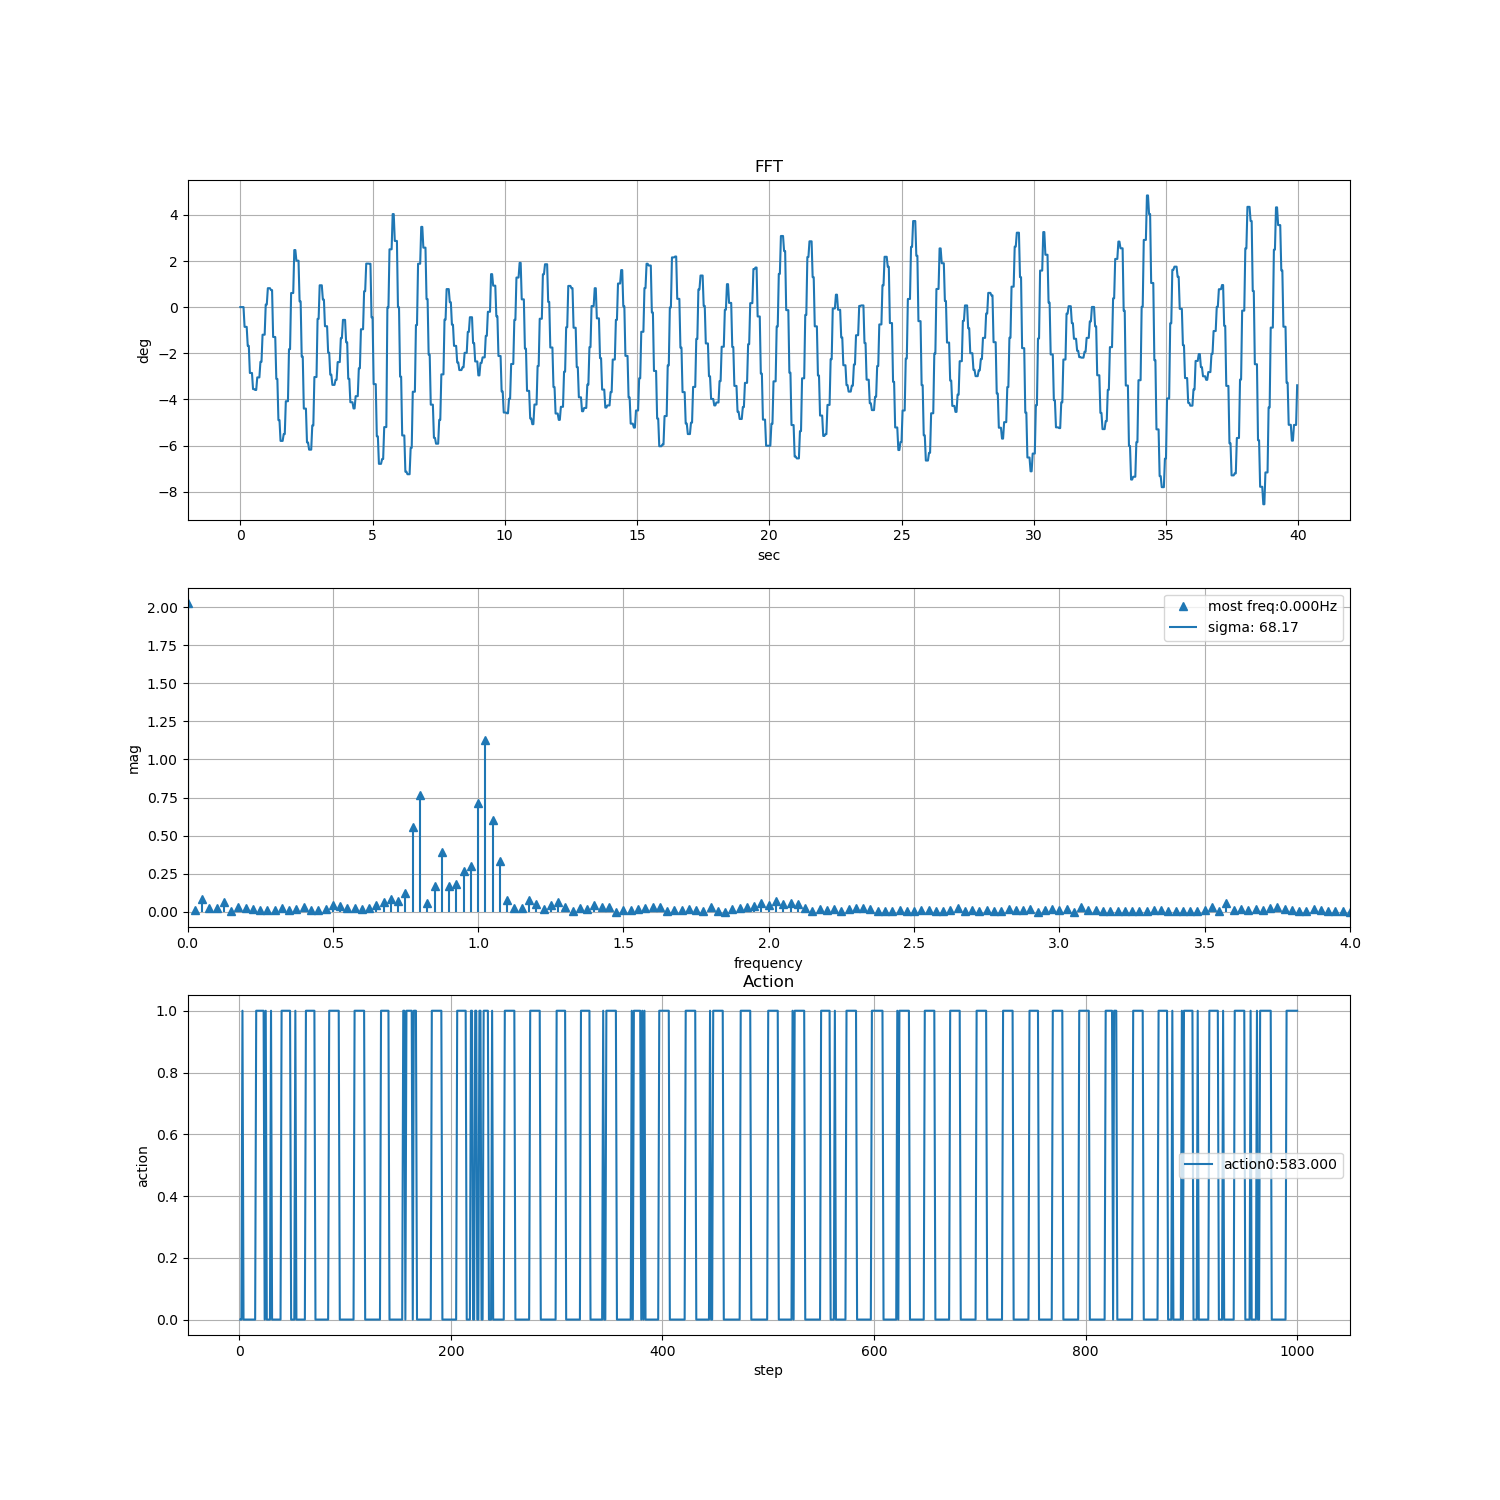 FFT
4
2
0
−2
−4
−6
−8
deg
0 5 10 15 20 25 30 35 40
sec
2.00
1.75
1.50
1.25
1.00
0.75
0.50
0.25
0.00
mag
most freq:0.000Hz
sigma: 68.17
0.0 0.5 1.0 1.5 2.0 2.5 3.0 3.5 4.0
frequency
Action
1.0
0.8
0.6
0.4
0.2
0.0
action
action0:583.000
0 200 400 600 800 1000
step